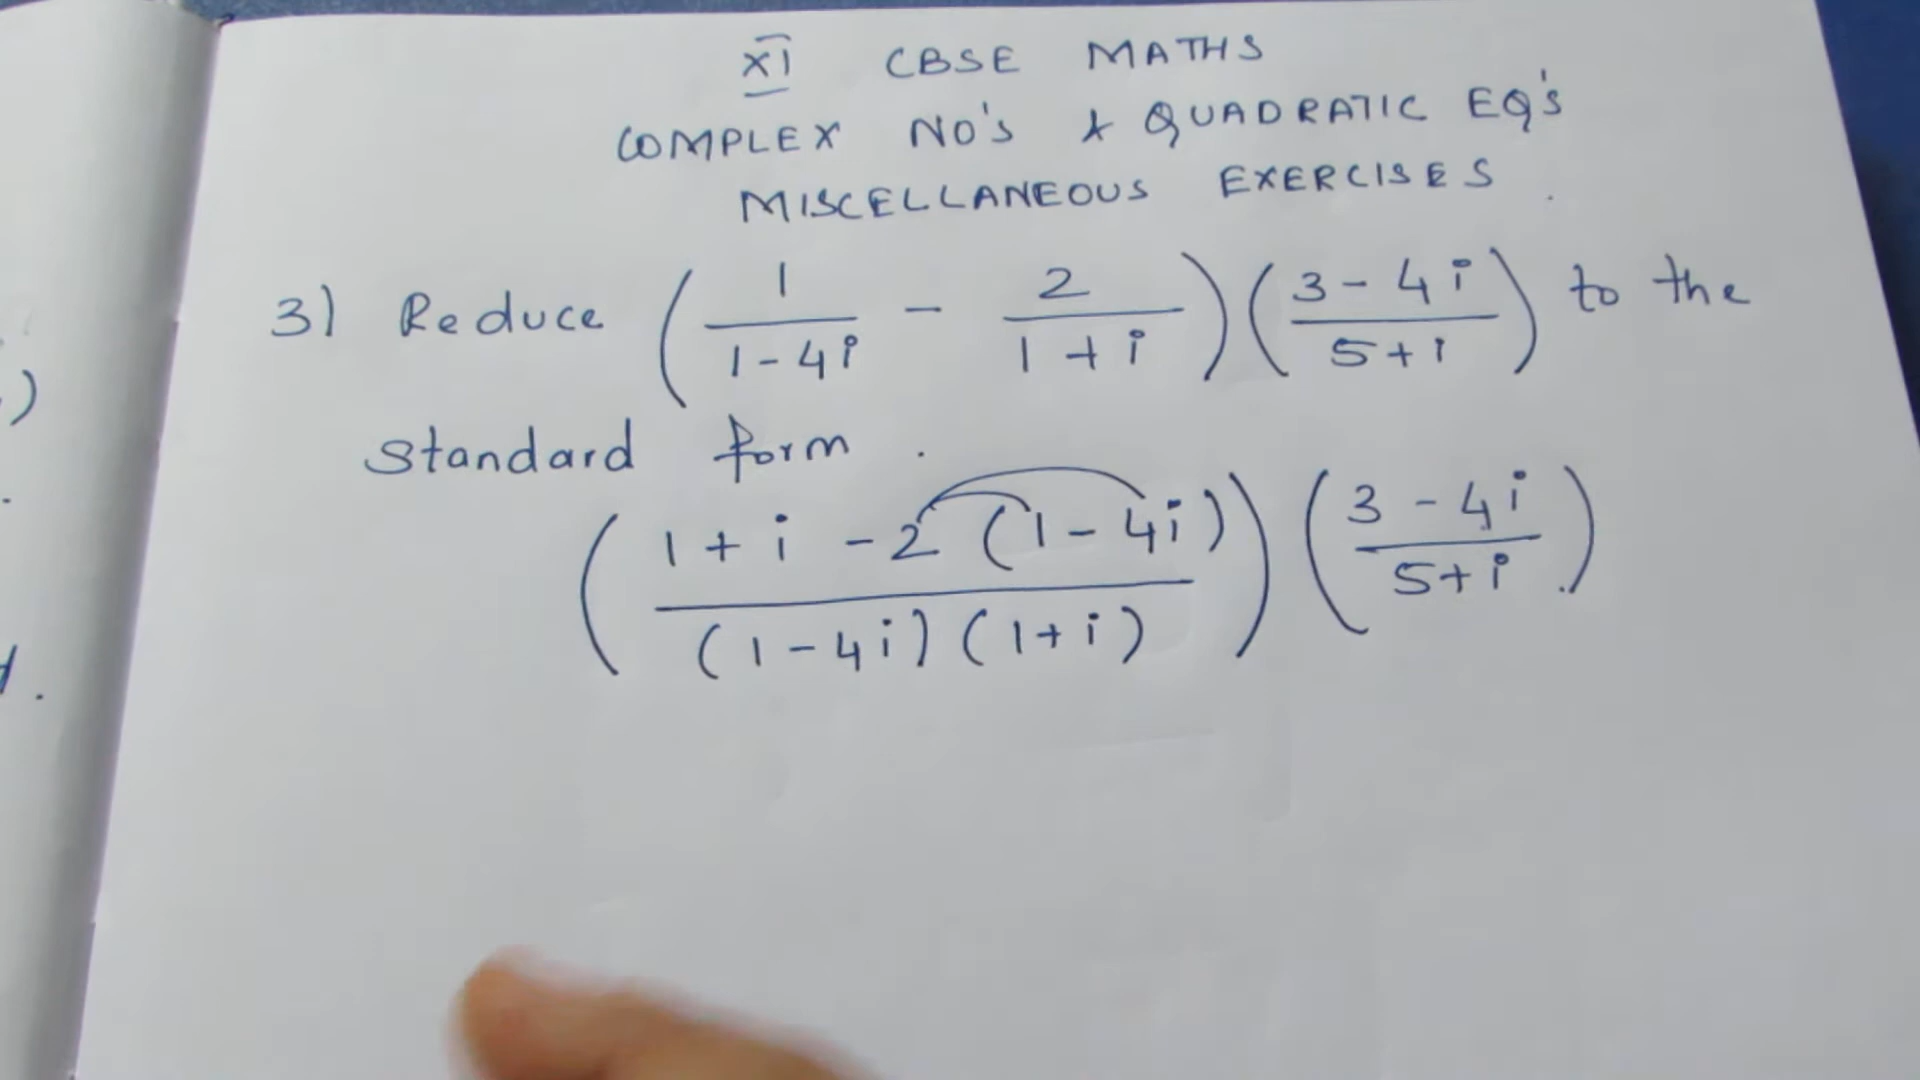 XI CBSE MATHS
COMPLEX NO'S & QUADRATIC EQ'S
MISCELLANEOUS EXERCISES.
3) Reduce (1/(1-4i) - 2/(1+i)) ((3-4i)/(5+i)) to the
Standard form.
((1+i-2(1-4i))/((1-4i)(1+i))) ((3-4i)/(5+i))